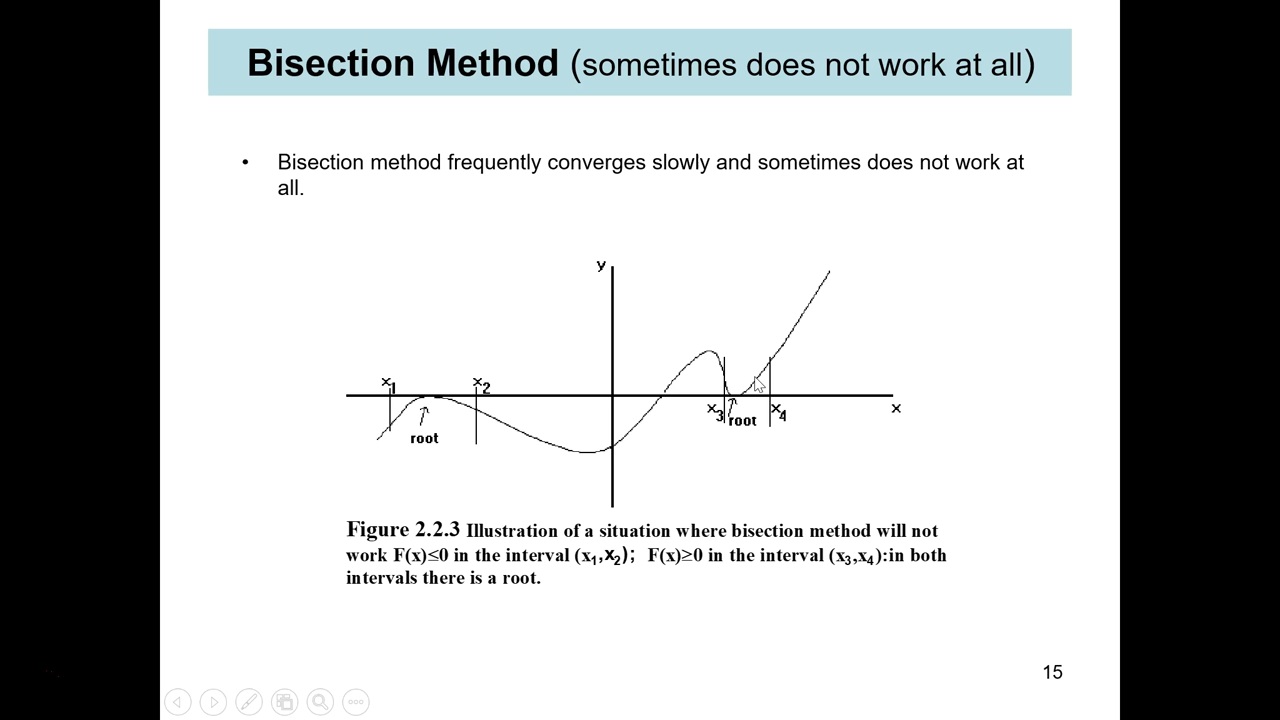 Bisection Method (sometimes does not work at all)
• Bisection method frequently converges slowly and sometimes does not work at
all.
y
x1 x2
x3 root x4 x
root
Figure 2.2.3 Illustration of a situation where bisection method will not
work F(x)≤0 in the interval (x1,x2); F(x)≥0 in the interval (x3,x4):in both
intervals there is a root.
15